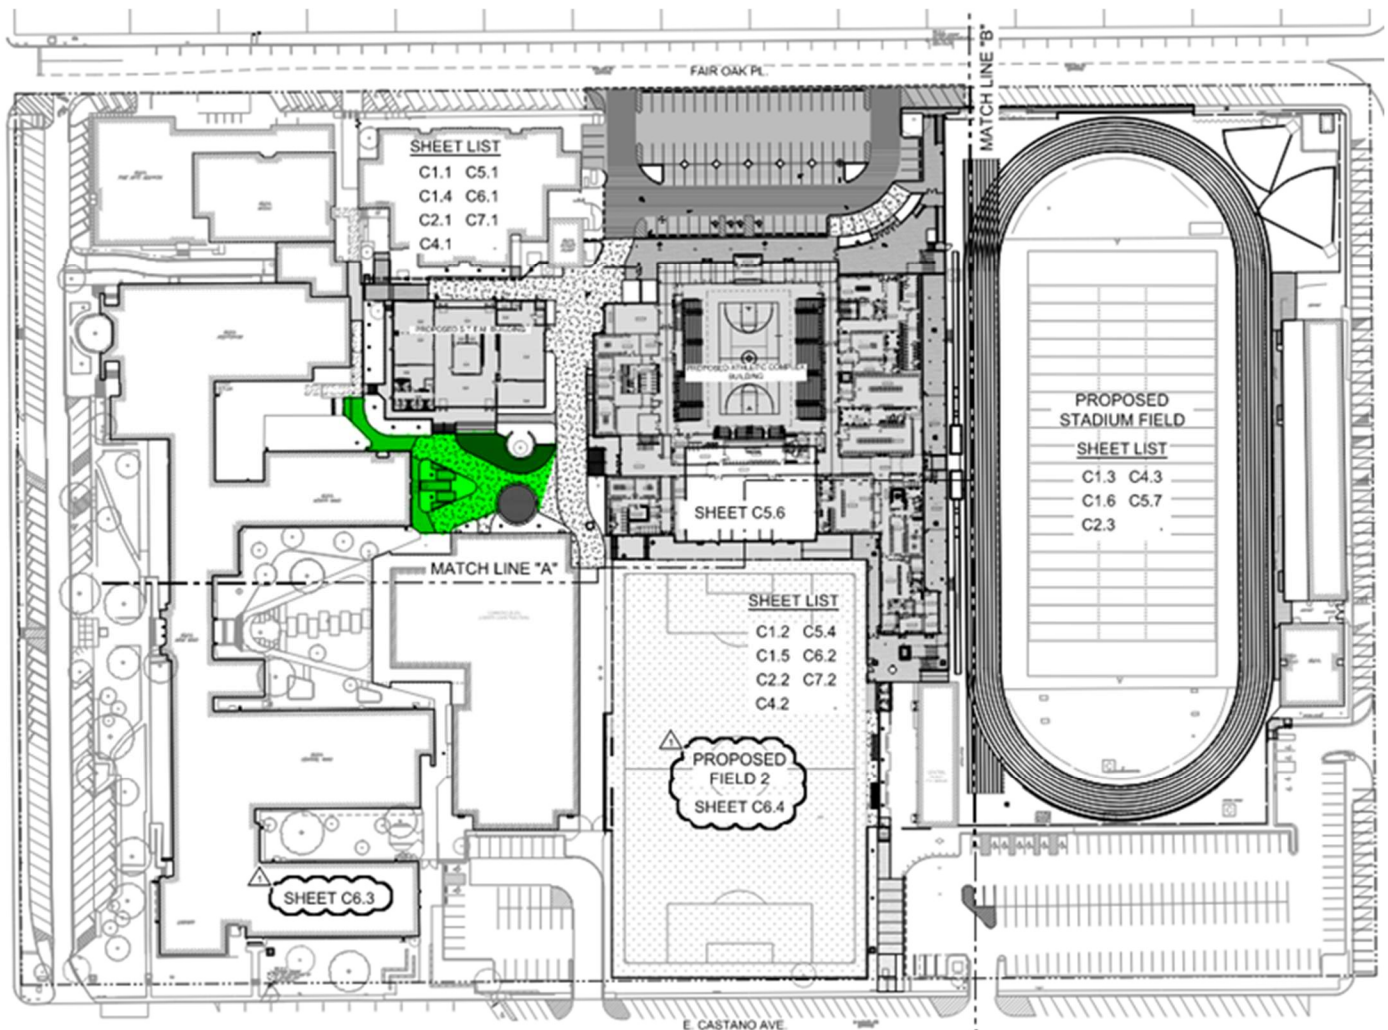 FAIR OAK PL.
MATCH LINE "B"
SHEET LIST
C1.1 C5.1
C1.4 C6.1
C2.1 C7.1
C4.1
PROPOSED S.T.E.M. BUILDING
PROPOSED ATHLETIC COMPLEX
BUILDING
PROPOSED
STADIUM FIELD
SHEET LIST
C1.3 C4.3
C1.6 C5.7
C2.3
SHEET C5.6
MATCH LINE "A"
SHEET LIST
C1.2 C5.4
C1.5 C6.2
C2.2 C7.2
C4.2
1
PROPOSED
FIELD 2
SHEET C6.4
1
SHEET C6.3
E. CASTANO AVE.